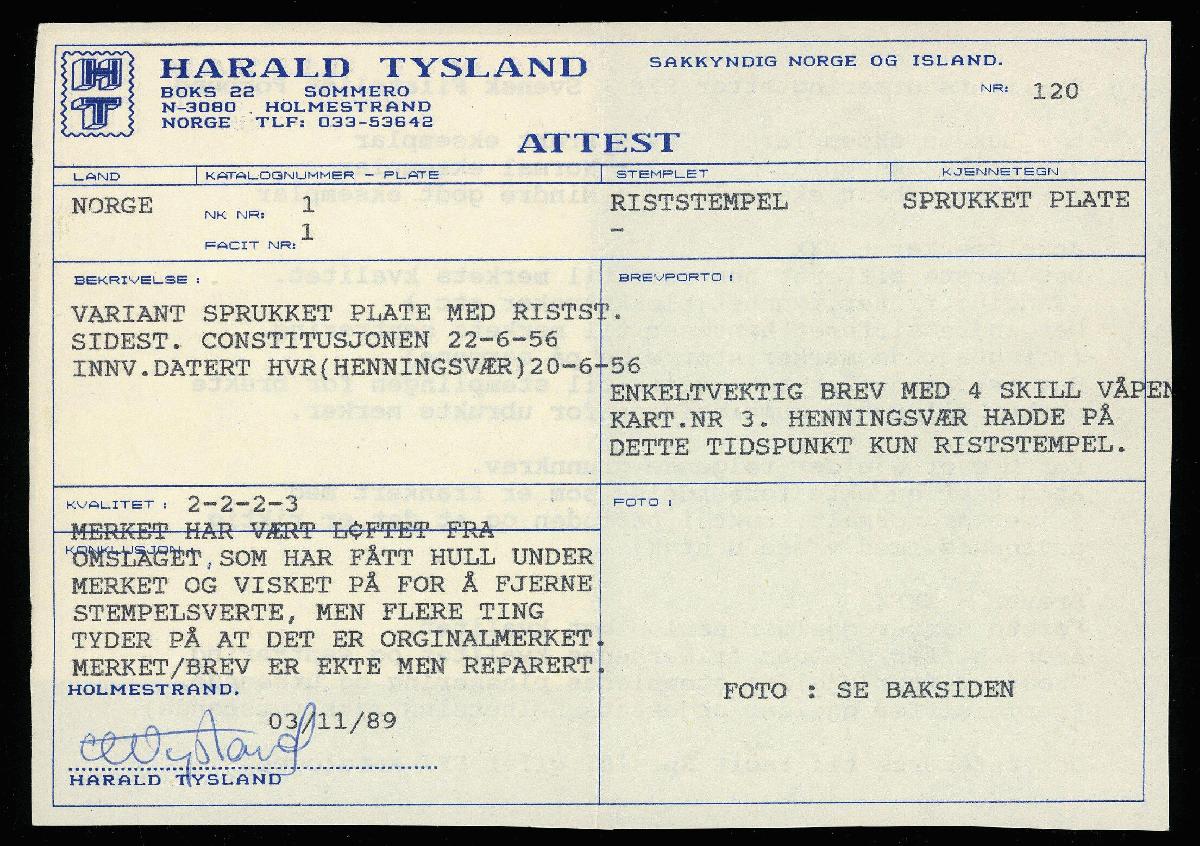 HT
HARALD TYSLAND
BOKS 22 SOMMERO
N-3080 HOLMESTRAND
NORGE TLF: 033-53642
SAKKYNDIG NORGE OG ISLAND.
NR: 120
ATTEST
LAND KATALOGNUMMER - PLATE STEMPLET KJENNETEGN
NORGE NK NR: 1 RISTSTEMPEL SPRUKKET PLATE
FACIT NR: 1 -
BEKRIVELSE :
VARIANT SPRUKKET PLATE MED RISTST.
SIDEST. CONSTITUSJONEN 22-6-56
INNV.DATERT HVR(HENNINGSVÆR)20-6-56
BREVPORTO :
ENKELTVEKTIG BREV MED 4 SKILL VÅPEN
KART.NR 3. HENNINGSVÆR HADDE PÅ
DETTE TIDSPUNKT KUN RISTSTEMPEL.
KVALITET : 2-2-2-3
MERKET HAR VÆRT L¢FTET FRA
KONKLUSJON :
OMSLAGET,SOM HAR FÅTT HULL UNDER
MERKET OG VISKET PÅ FOR Å FJERNE
STEMPELSVERTE, MEN FLERE TING
TYDER PÅ AT DET ER ORGINALMERKET.
MERKET/BREV ER EKTE MEN REPARERT.
HOLMESTRAND.
03/11/89
HARALD TYSLAND
FOTO :
FOTO : SE BAKSIDEN